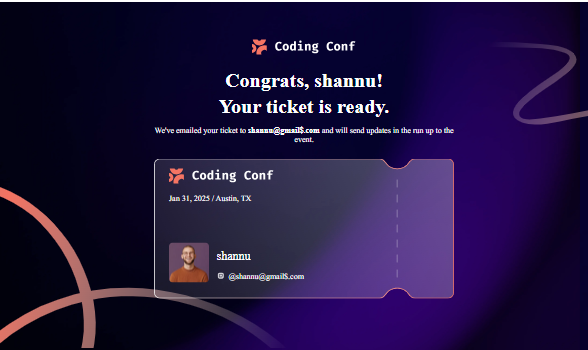 Coding Conf
Congrats, shannu!
Your ticket is ready.
We've emailed your ticket to shannu@gmail$.com and will send updates in the run up to the
event.
Coding Conf
Jan 31, 2025 / Austin, TX
shannu
@shannu@gmail$.com